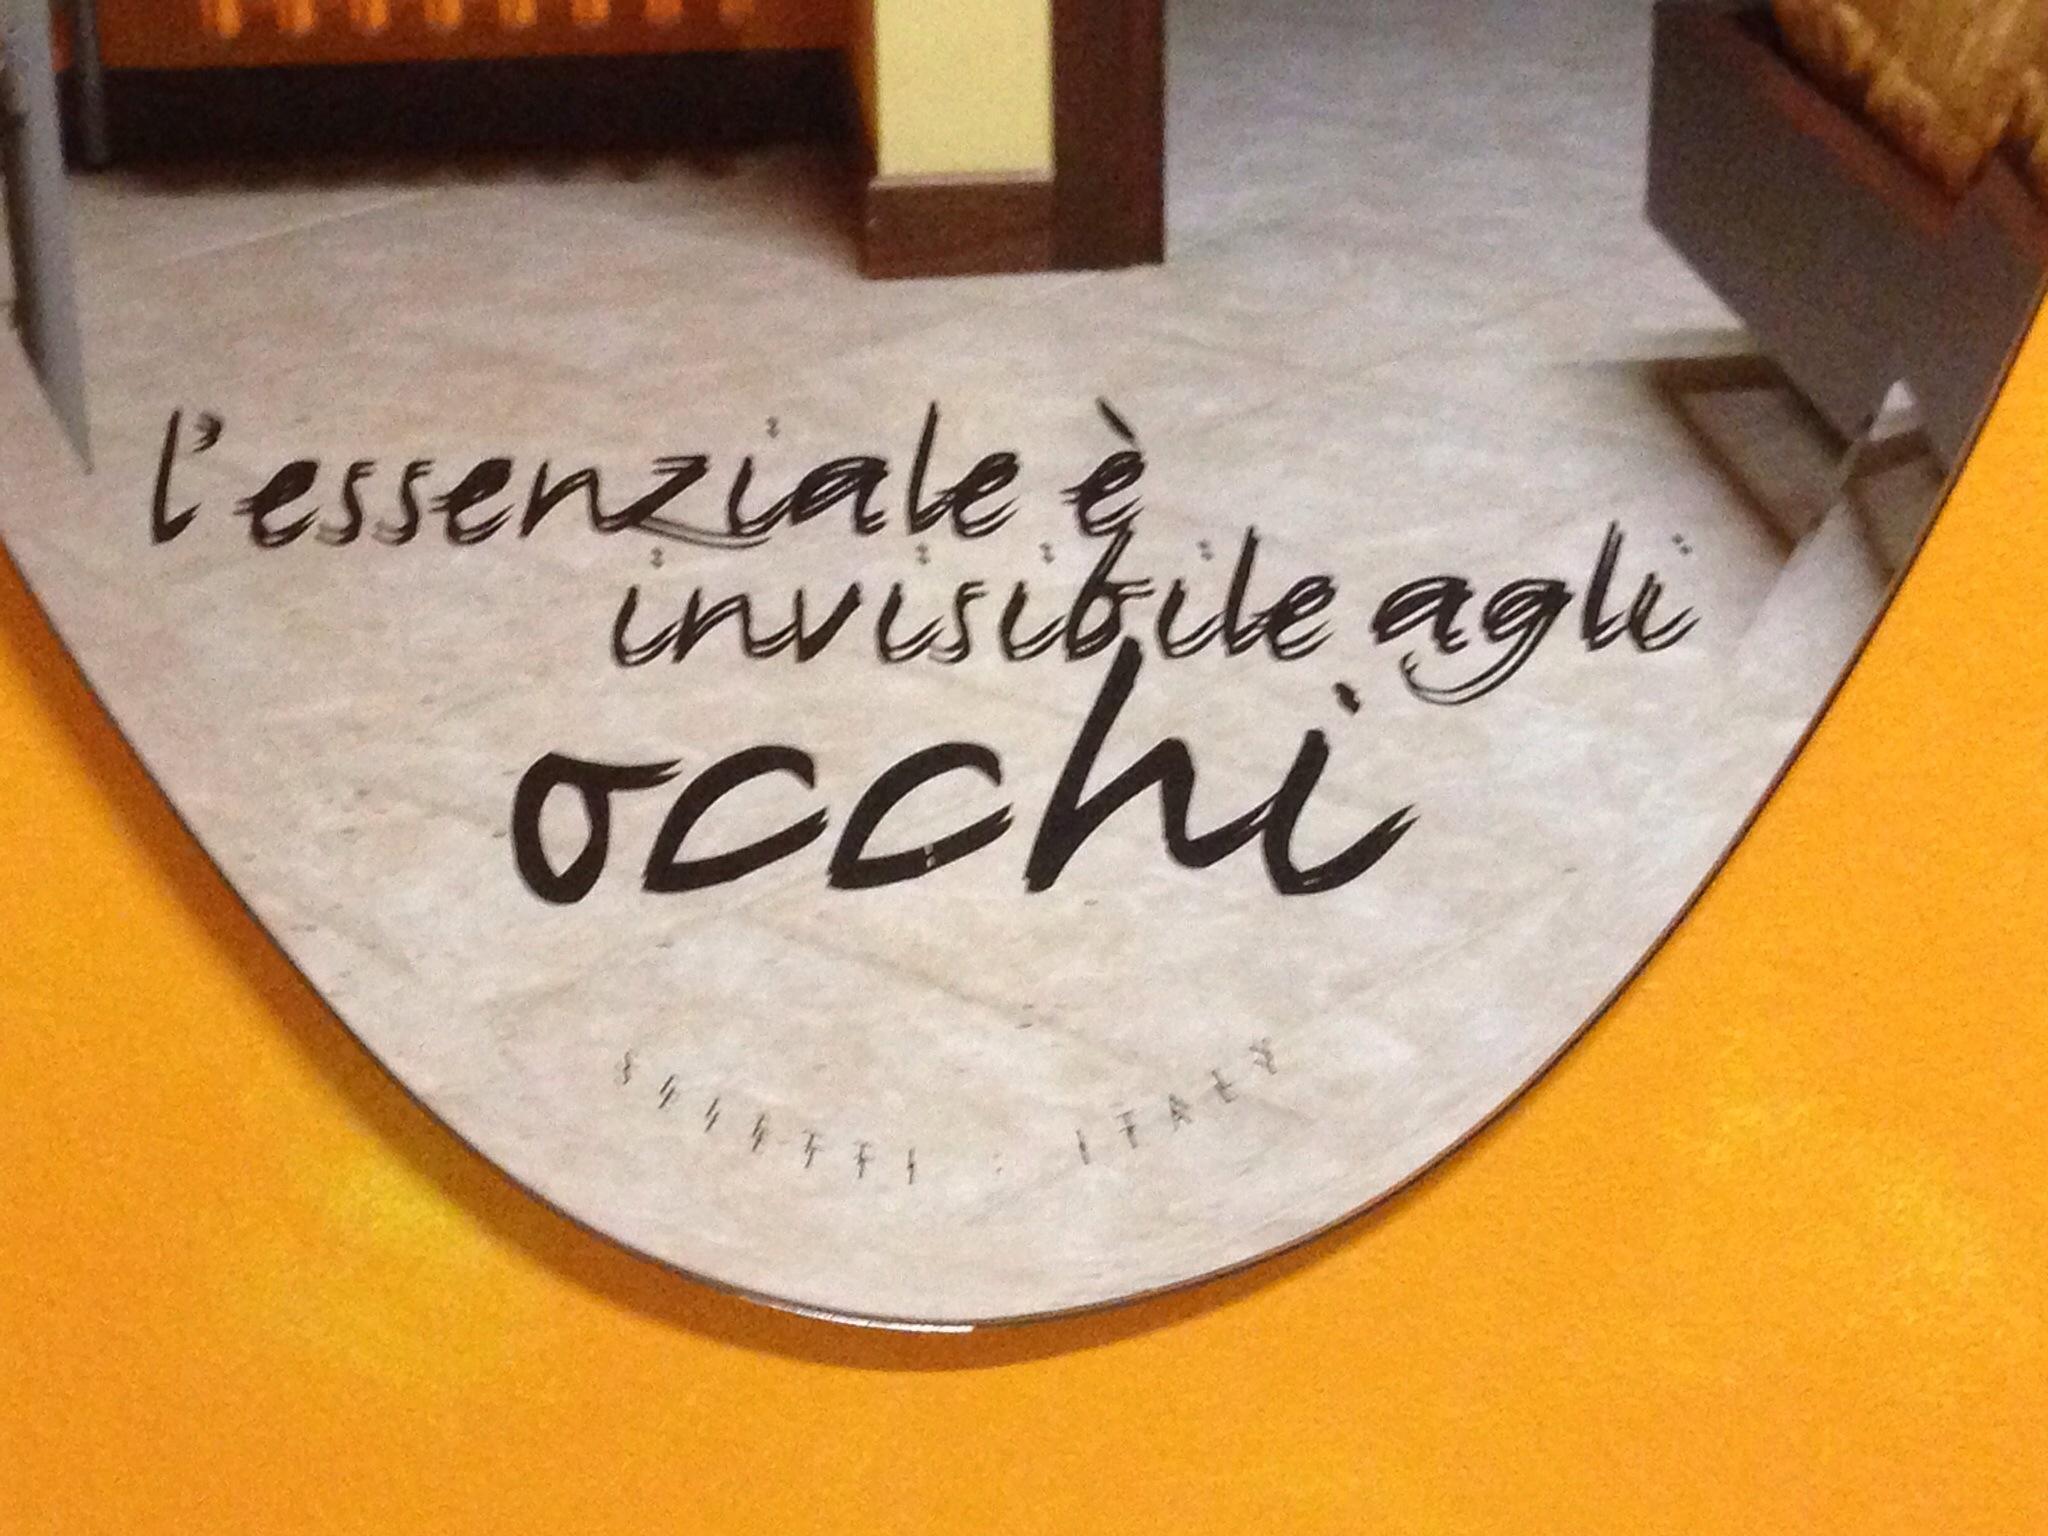 l'essenziale è
invisibile agli
occhi
ITALY